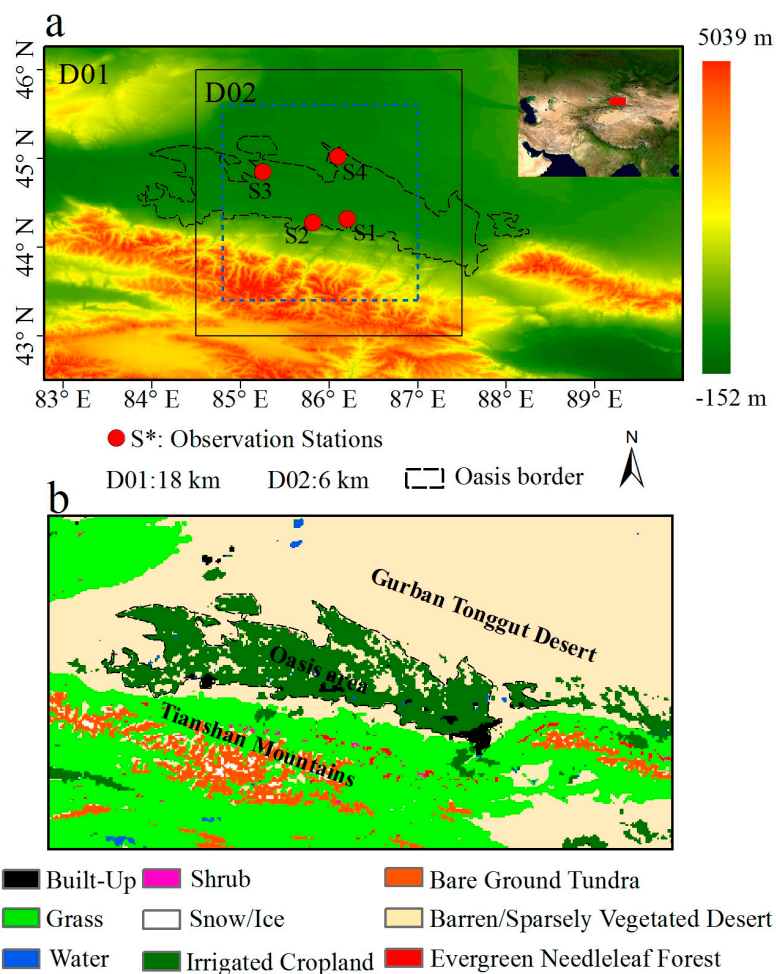 a
5039 m
-152 m
D01
D02
46° N
45° N
44° N
43° N
S3
S4
S2
S1
83° E 84° E 85° E 86° E 87° E 88° E 89° E
S*: Observation Stations
D01:18 km D02:6 km Oasis border
N
b
Gurban Tonggut Desert
Oasis area
Tianshan Mountains
Built-Up Shrub Bare Ground Tundra
Grass Snow/Ice Barren/Sparsely Vegetated Desert
Water Irrigated Cropland Evergreen Needleleaf Forest